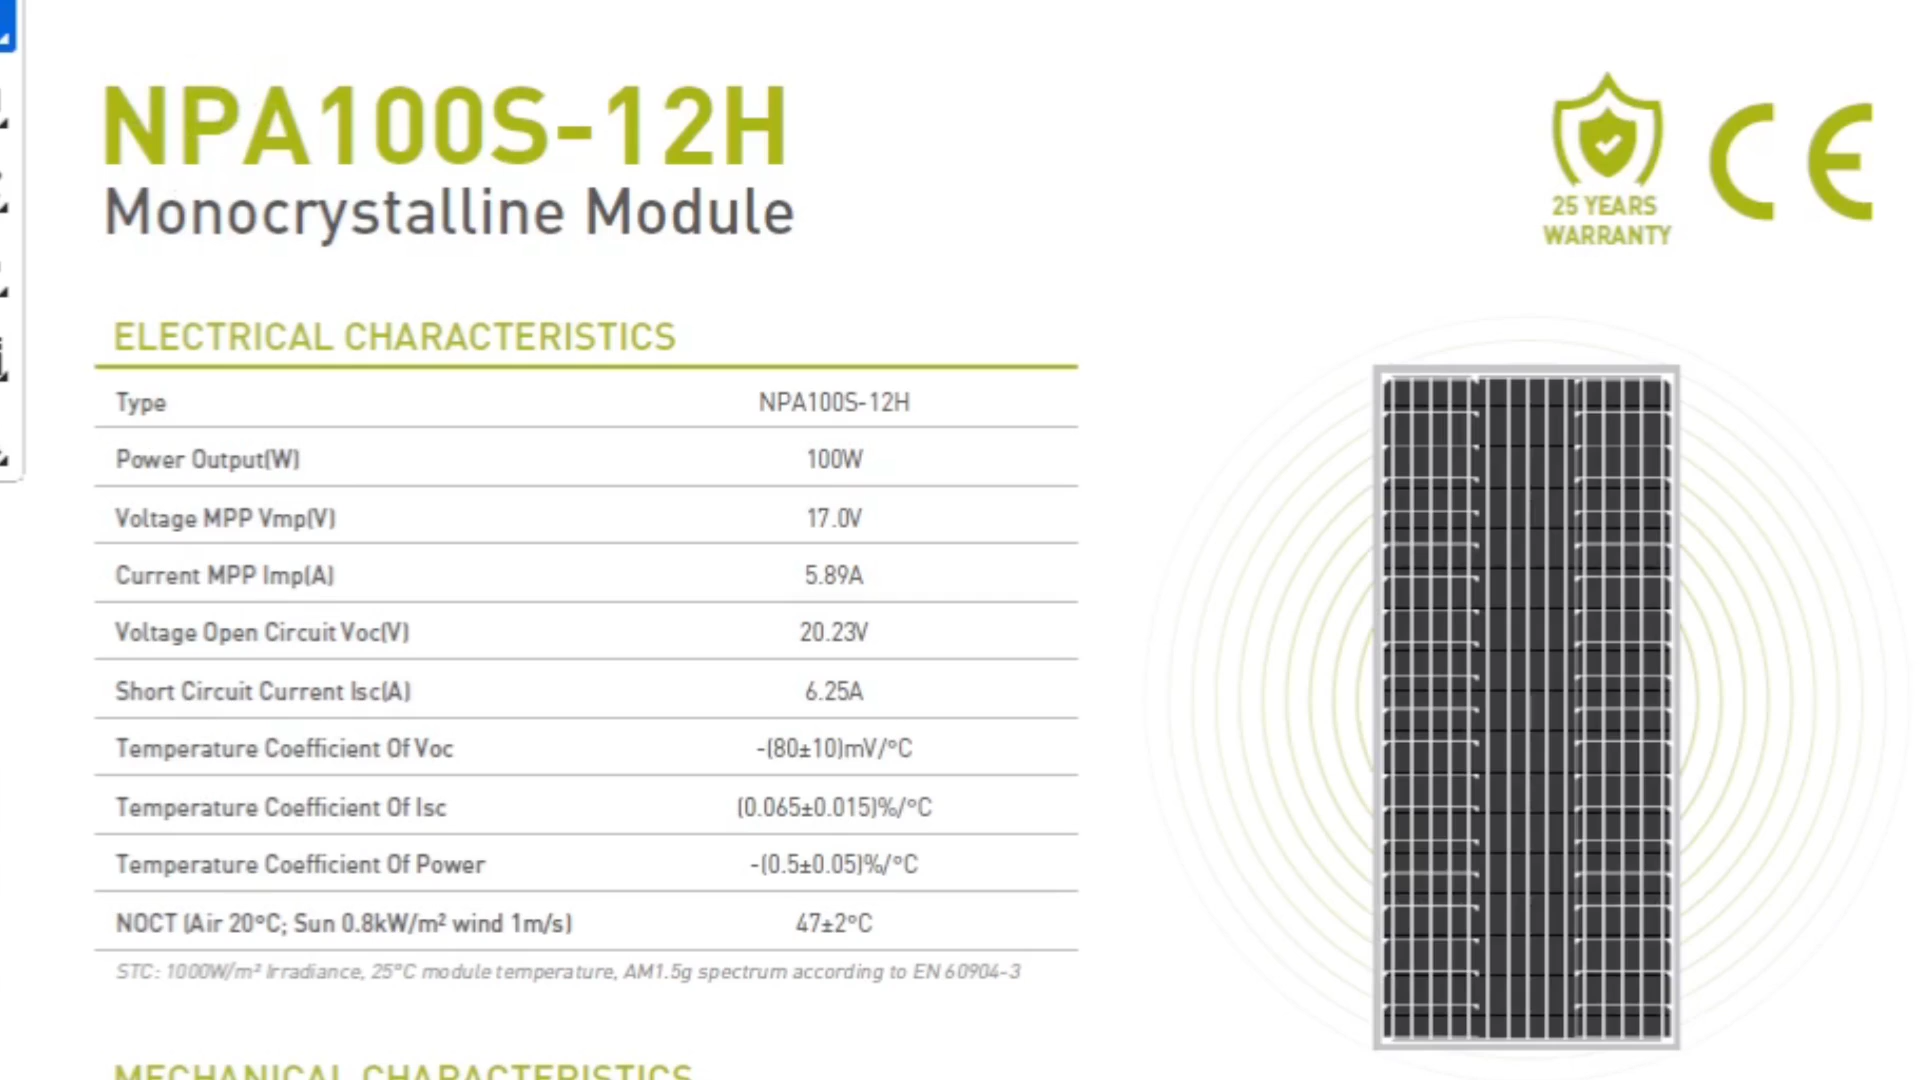 NPA100S-12H
Monocrystalline Module
25 YEARS
WARRANTY
CE
ELECTRICAL CHARACTERISTICS
Type NPA100S-12H
Power Output(W) 100W
Voltage MPP Vmp(V) 17.0V
Current MPP Imp(A) 5.89A
Voltage Open Circuit Voc(V) 20.23V
Short Circuit Current Isc(A) 6.25A
Temperature Coefficient Of Voc -(80±10)mV/°C
Temperature Coefficient Of Isc (0.065±0.015)%/°C
Temperature Coefficient Of Power -(0.5±0.05)%/°C
NOCT (Air 20°C; Sun 0.8kW/m² wind 1m/s) 47±2°C
STC: 1000W/m² Irradiance, 25°C module temperature, AM1.5g spectrum according to EN 60904-3
MECHANICAL CHARACTERISTICS